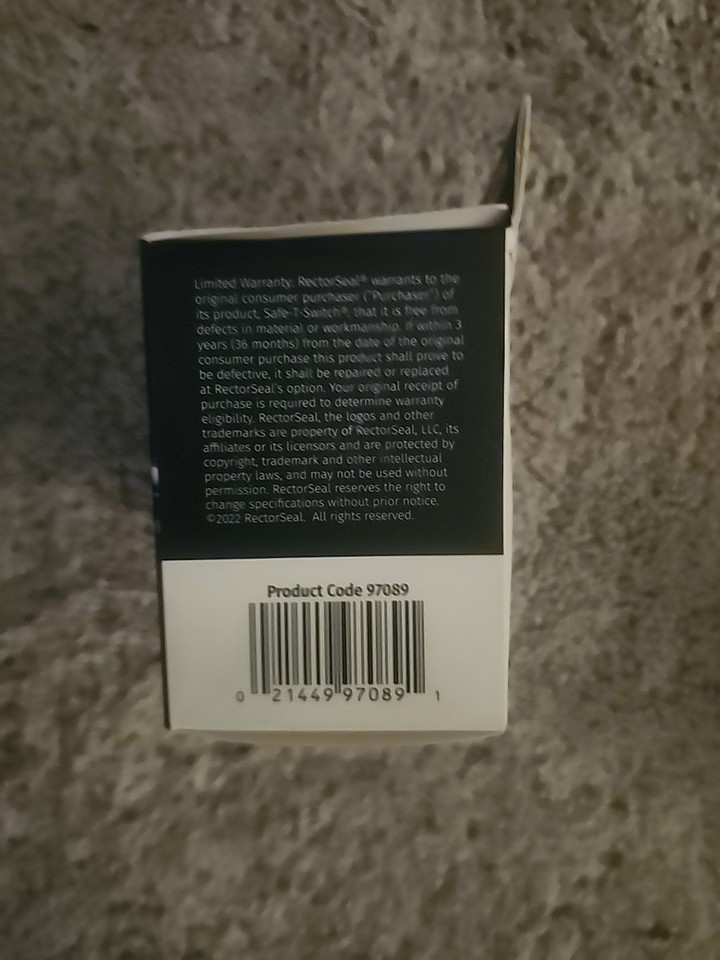 Limited Warranty: RectorSeal® warrants to the
original consumer purchaser ("Purchaser") of
its product, Safe-T-Switch®, that it is free from
defects in material or workmanship. If within 3
years (36 months) from the date of the original
consumer purchase this product shall prove to
be defective, it shall be repaired or replaced
at RectorSeal's option. Your original receipt of
purchase is required to determine warranty
eligibility. RectorSeal, the logos and other
trademarks are property of RectorSeal, LLC, its
affiliates or its licensors and are protected by
copyright, trademark and other intellectual
property laws, and may not be used without
permission. RectorSeal reserves the right to
change specifications without prior notice.
©2022 RectorSeal. All rights reserved.
Product Code 97089
0 21449 97089 1